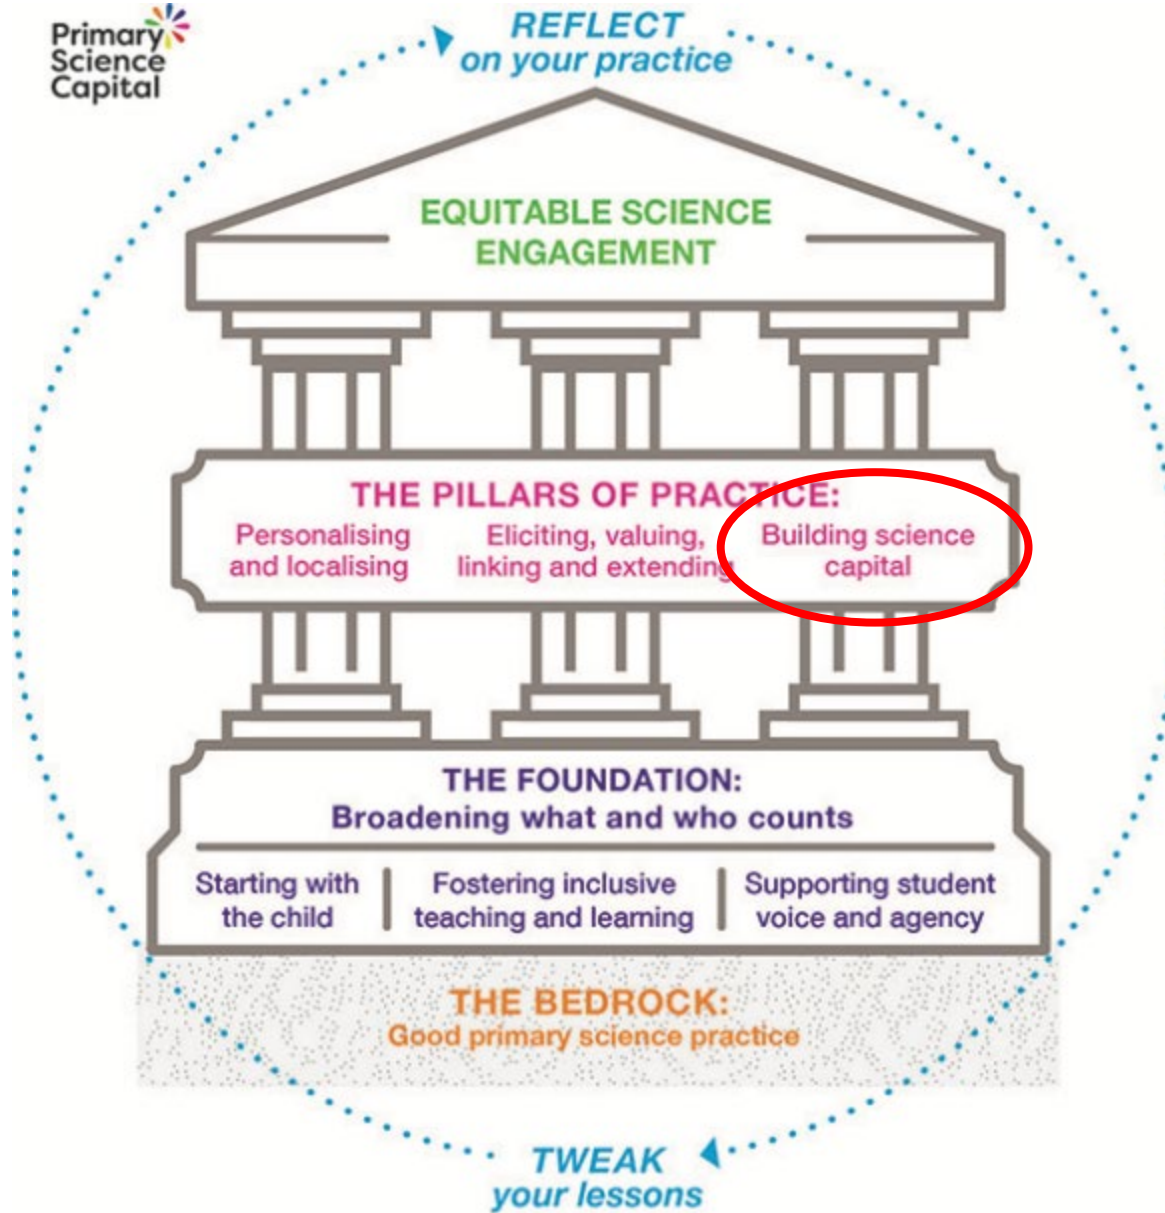 Primary
Science
Capital
REFLECT
on your practice
EQUITABLE SCIENCE
ENGAGEMENT
THE PILLARS OF PRACTICE:
Personalising
and localising
Eliciting, valuing,
linking and extending
Building science
capital
THE FOUNDATION:
Broadening what and who counts
Starting with
the child
Fostering inclusive
teaching and learning
Supporting student
voice and agency
THE BEDROCK:
Good primary science practice
TWEAK
your lessons